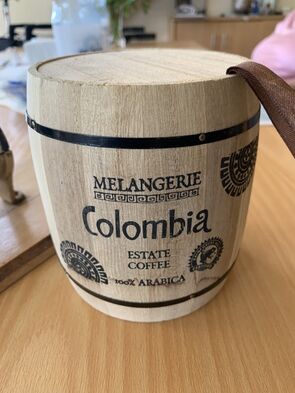 MELANGERIE
Colombia
ESTATE
COFFEE
100% ARABICA